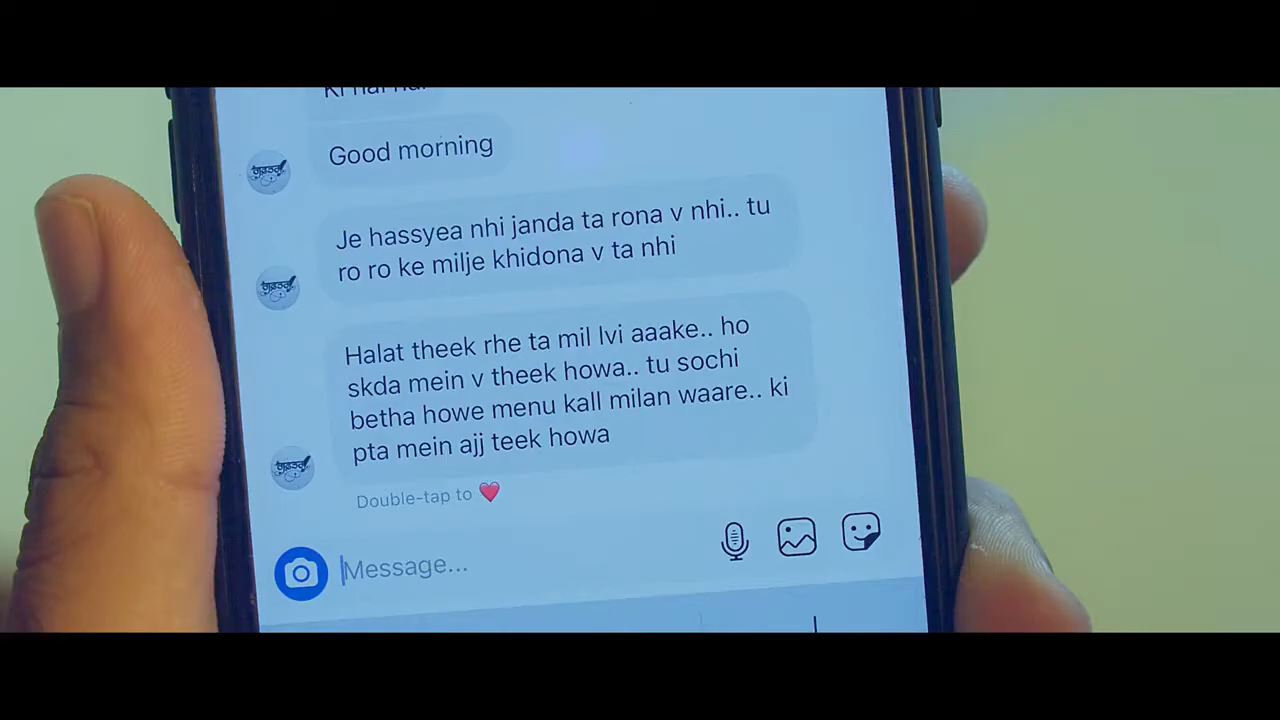 Good morning
Je hassyea nhi janda ta rona v nhi.. tu
ro ro ke milje khidona v ta nhi
Halat theek rhe ta mil lvi aaake.. ho
skda mein v theek howa.. tu sochi
betha howe menu kall milan waare.. ki
pta mein ajj teek howa
Double-tap to ❤️
Message...